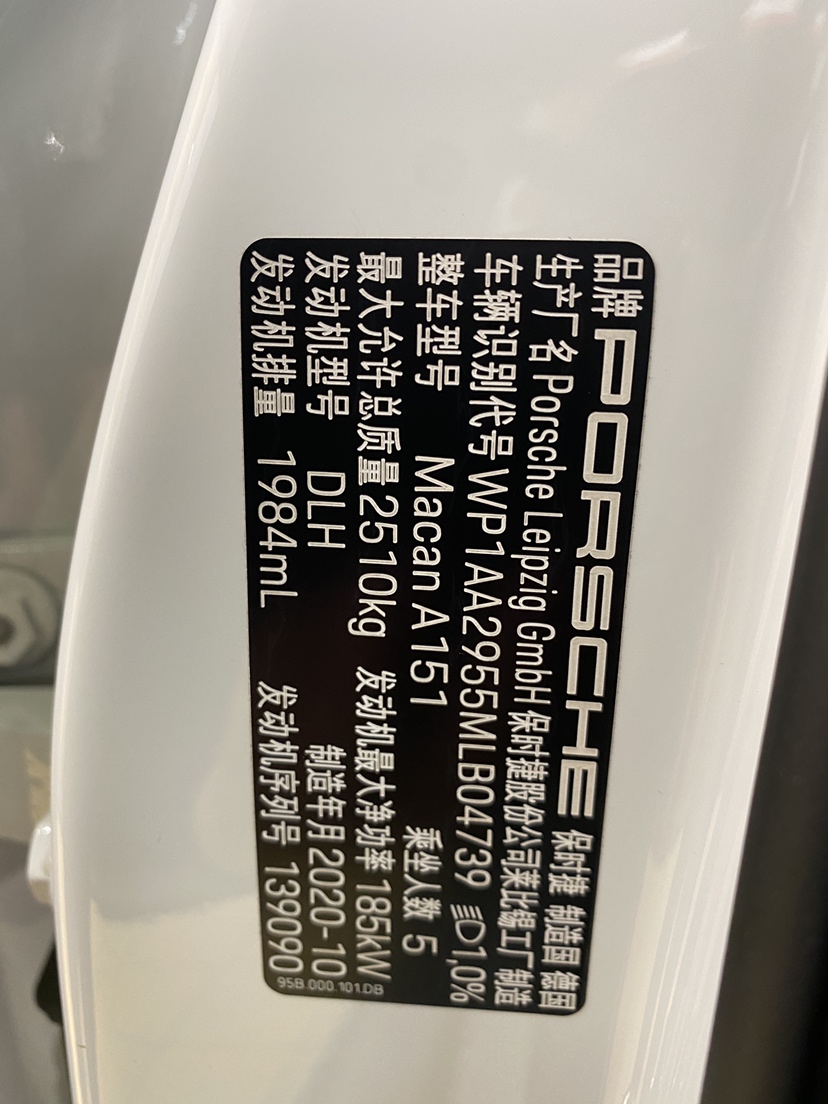 品牌 PORSCHE 保时捷 制造国 德国
生产厂名 Porsche Leipzig GmbH 保时捷股份公司莱比锡工厂制造
车辆识别代号 WP1AA2955MLB04739 1,0%
整车型号 Macan A151 乘坐人数 5
最大允许总质量 2510kg 发动机最大净功率 185kW
发动机型号 DLH 制造年月 2020-10
发动机排量 1984mL 发动机序列号 139090
95B.000.101.DB